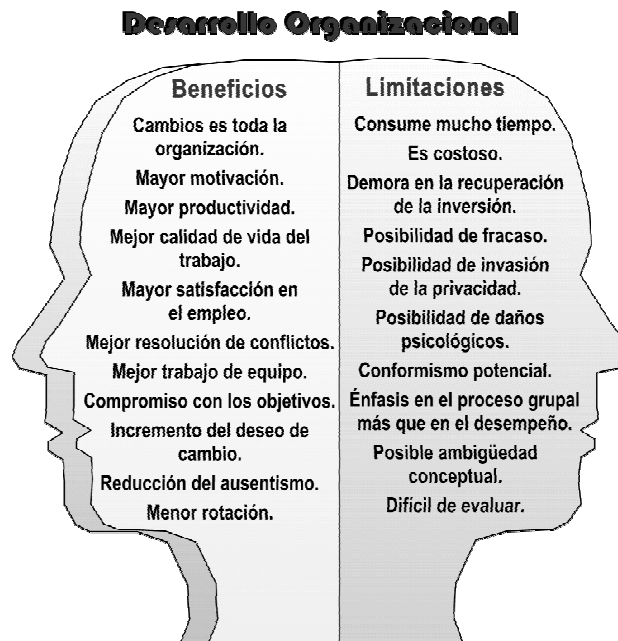 Desarrollo Organizacional
Beneficios
Cambios es toda la
organización.
Mayor motivación.
Mayor productividad.
Mejor calidad de vida del
trabajo.
Mayor satisfacción en
el empleo.
Mejor resolución de conflictos.
Mejor trabajo de equipo.
Compromiso con los objetivos.
Incremento del deseo de
cambio.
Reducción del ausentismo.
Menor rotación.
Limitaciones
Consume mucho tiempo.
Es costoso.
Demora en la recuperación
de la inversión.
Posibilidad de fracaso.
Posibilidad de invasión
de la privacidad.
Posibilidad de daños
psicológicos.
Conformismo potencial.
Énfasis en el proceso grupal
más que en el desempeño.
Posible ambigüedad
conceptual.
Difícil de evaluar.